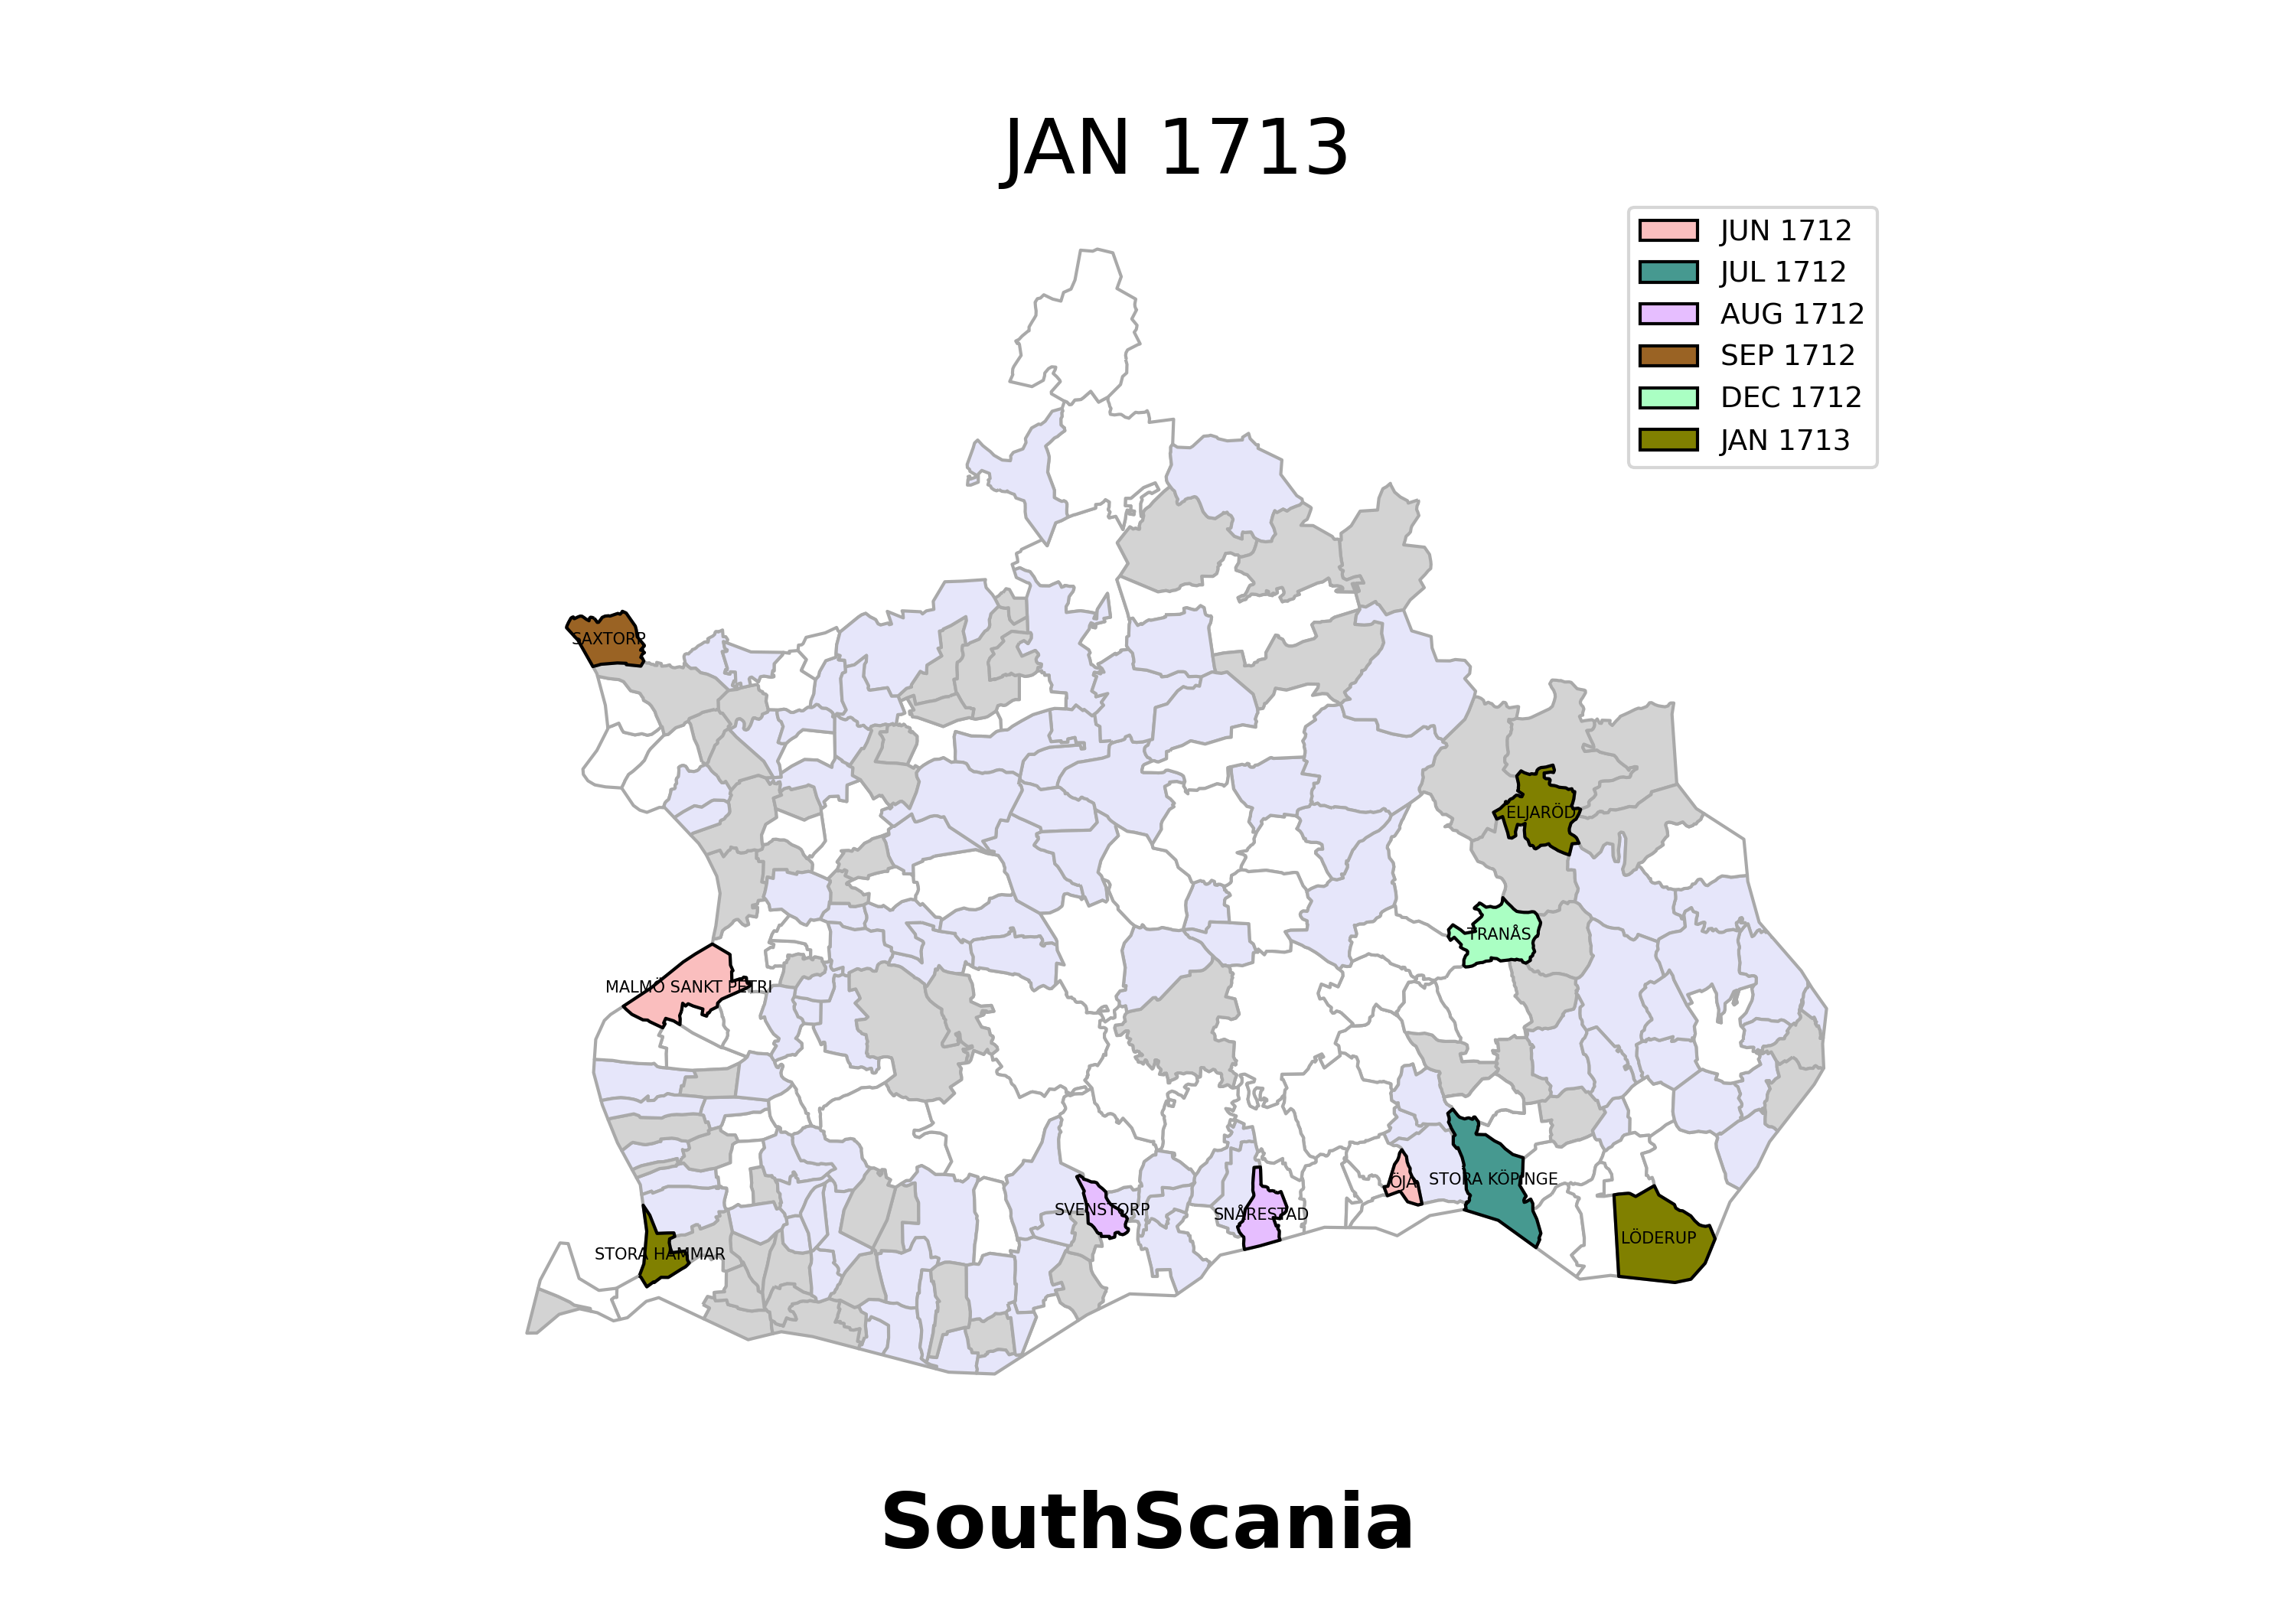 JAN 1713
JUN 1712
JUL 1712
AUG 1712
SEP 1712
DEC 1712
JAN 1713
SAXTORP
ELJARÖD
TRANÅS
MALMÖ SANKT PETRI
STORA KÖPINGE
ÖJA
SVENSTORP
SNÅRESTAD
LÖDERUP
STORA HAMMAR
SouthScania